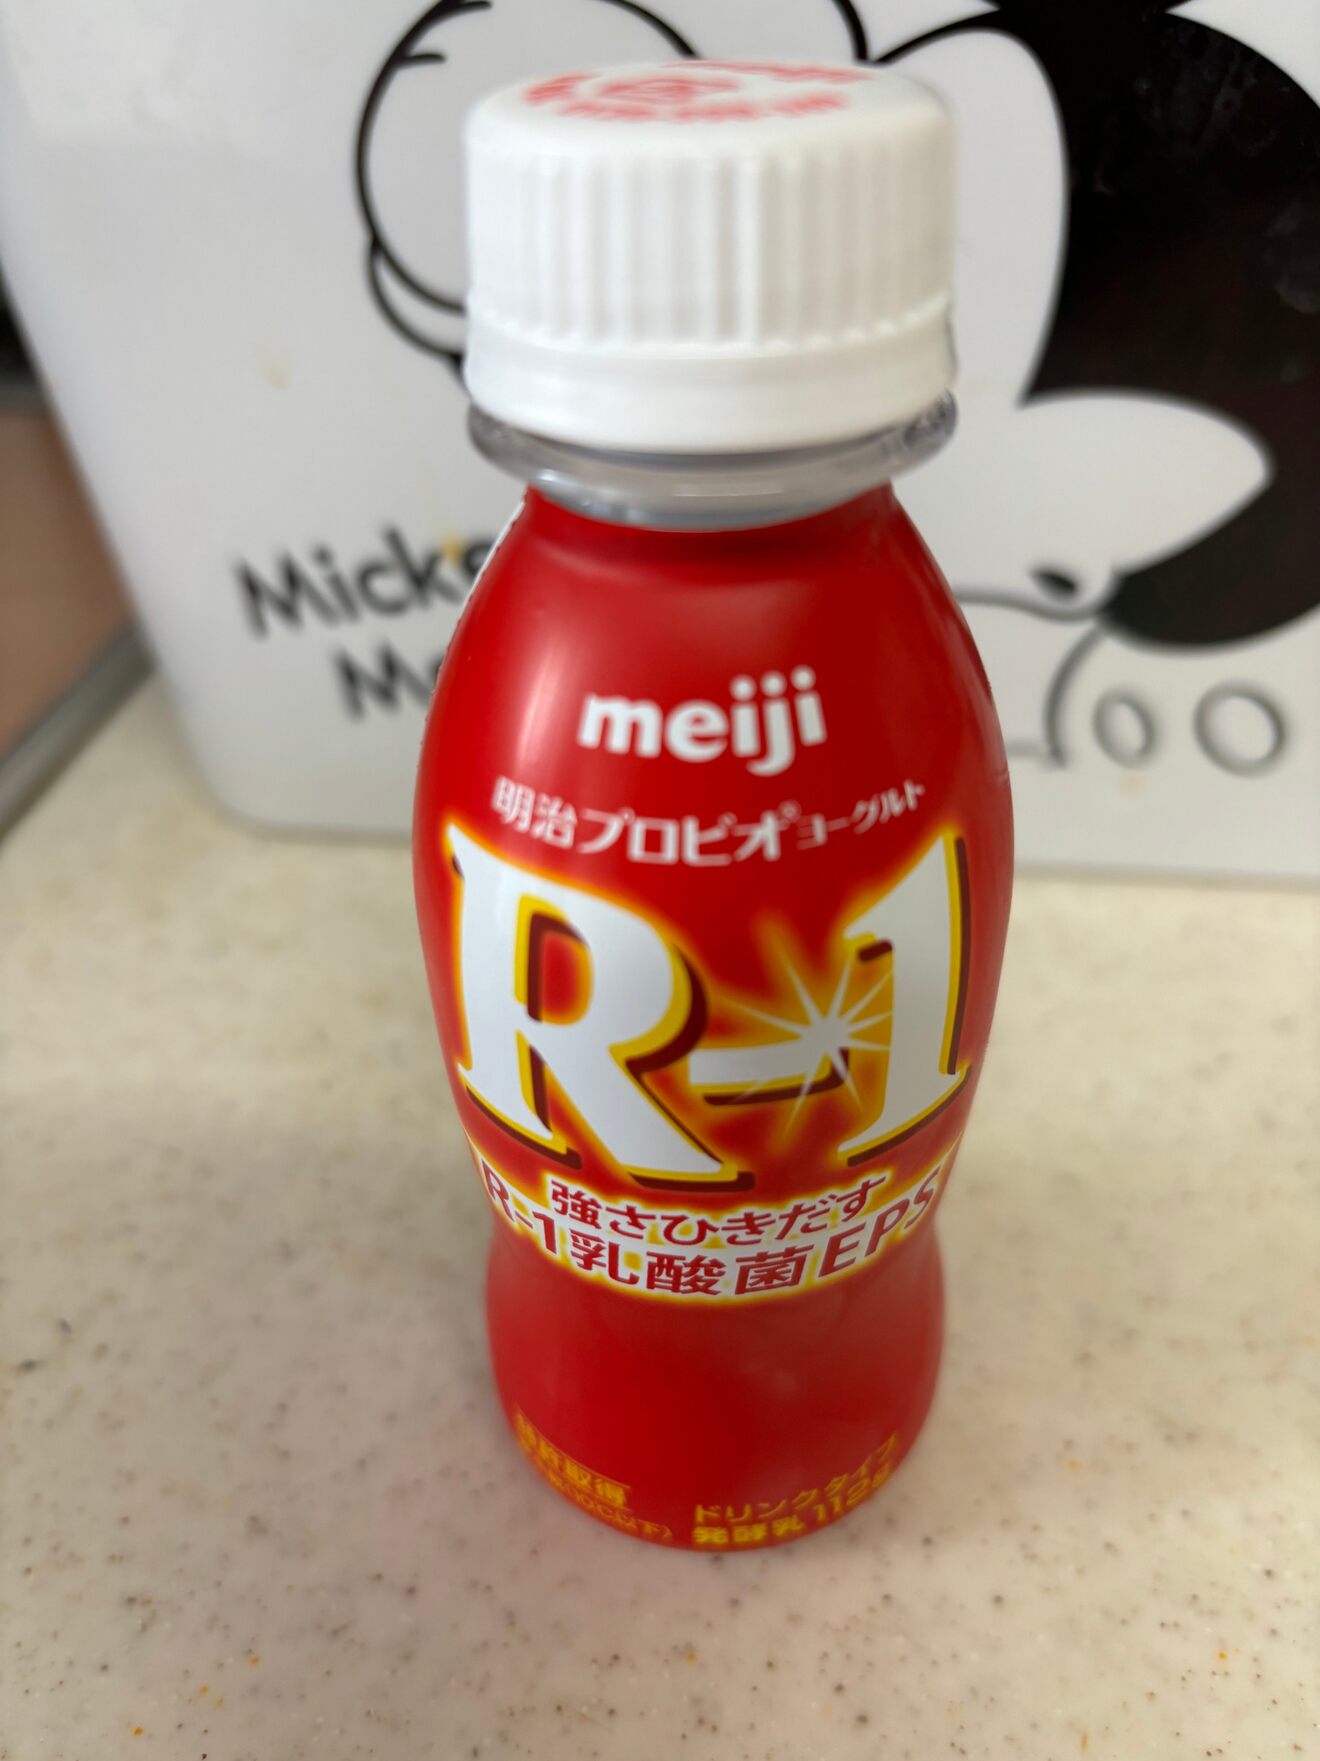 meiji
明治プロビオ®ヨーグルト
R-1
強さひきだす
R-1乳酸菌EPS
ドリンクタイプ
発酵乳 112g
Mick
M